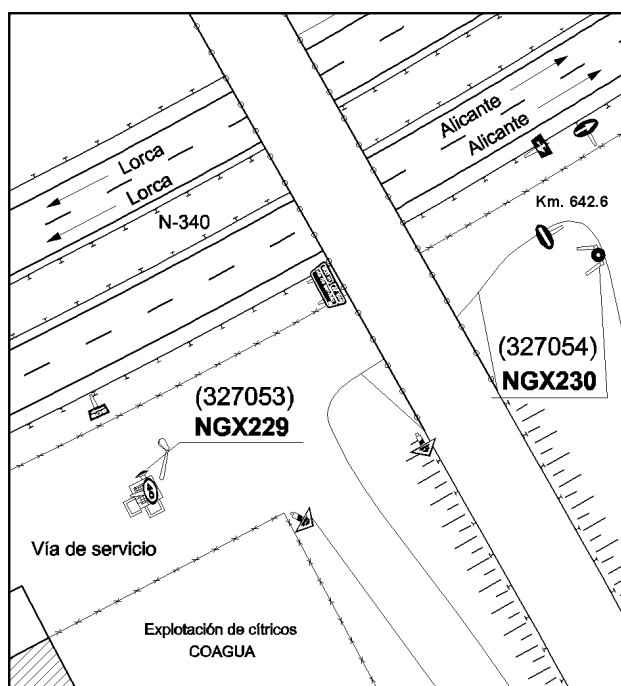 Alicante
Alicante
Lorca
Lorca
Km. 642.6
N-340
(327054)
NGX230
(327053)
NGX229
40
Vía de servicio
Explotación de cítricos
COAGUA